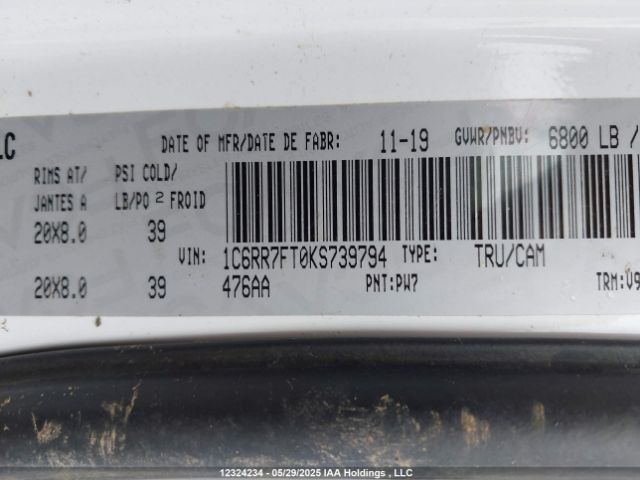 LC DATE OF MFR/DATE DE FABR: 11-19 GVWR/PNBV: 6800 LB /
RIMS AT/ PSI COLD/
JANTES A LB/PO 2 FROID
20X8.0 39
VIN: 1C6RR7FT0KS739794 TYPE: TRU/CAM
20X8.0 39 476AA PNT:PW7 TRM:V9
12324234 - 05/29/2025 IAA Holdings , LLC